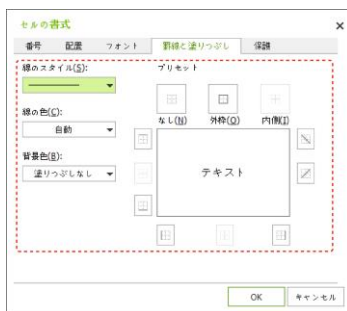 セルの書式
番号 配置 フォント 罫線と塗りつぶし 保護
線のスタイル(S): プリセット
線の色(C): なし(N) 外枠(O) 内側(I)
自動
背景色(B):
塗りつぶしなし テキスト
OK キャンセル